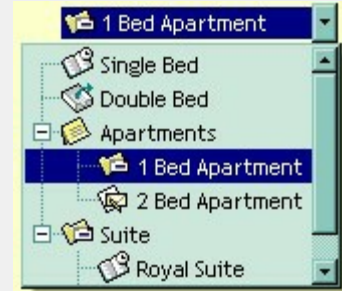 1 Bed Apartment
Single Bed
Double Bed
Apartments
1 Bed Apartment
2 Bed Apartment
Suite
Royal Suite